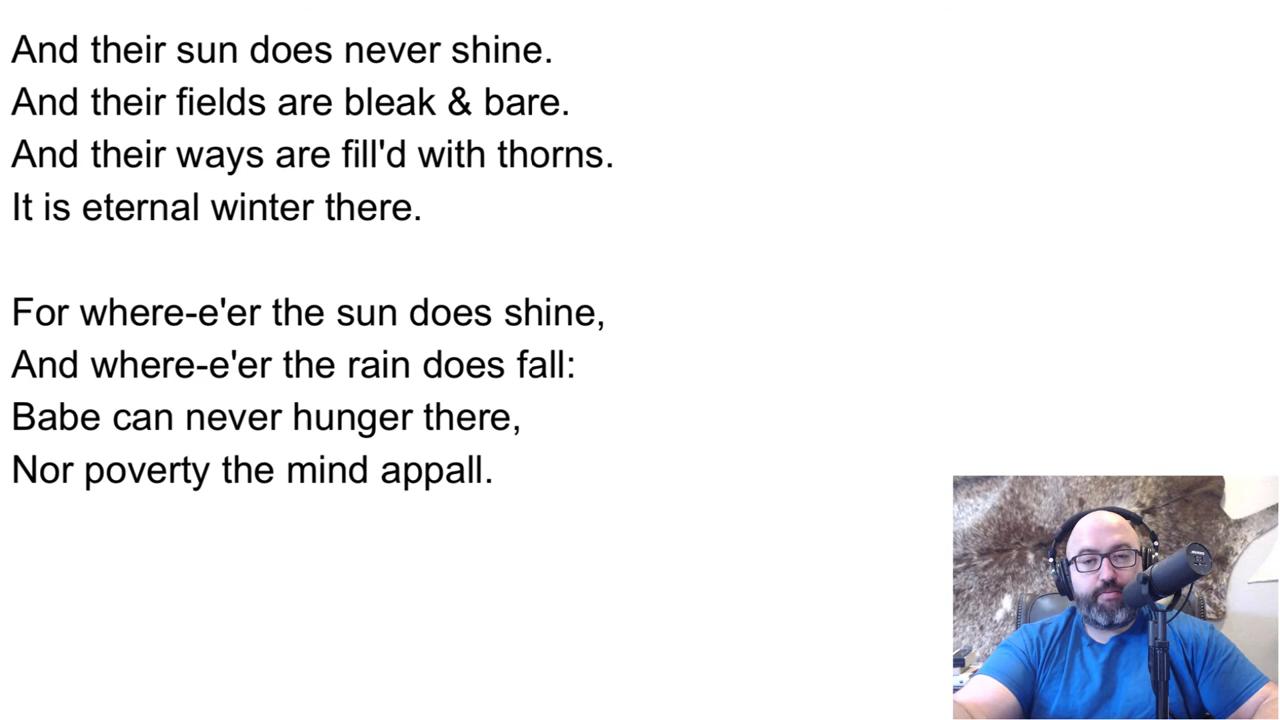 And their sun does never shine.
And their fields are bleak & bare.
And their ways are fill'd with thorns.
It is eternal winter there.
For where-e'er the sun does shine,
And where-e'er the rain does fall:
Babe can never hunger there,
Nor poverty the mind appall.